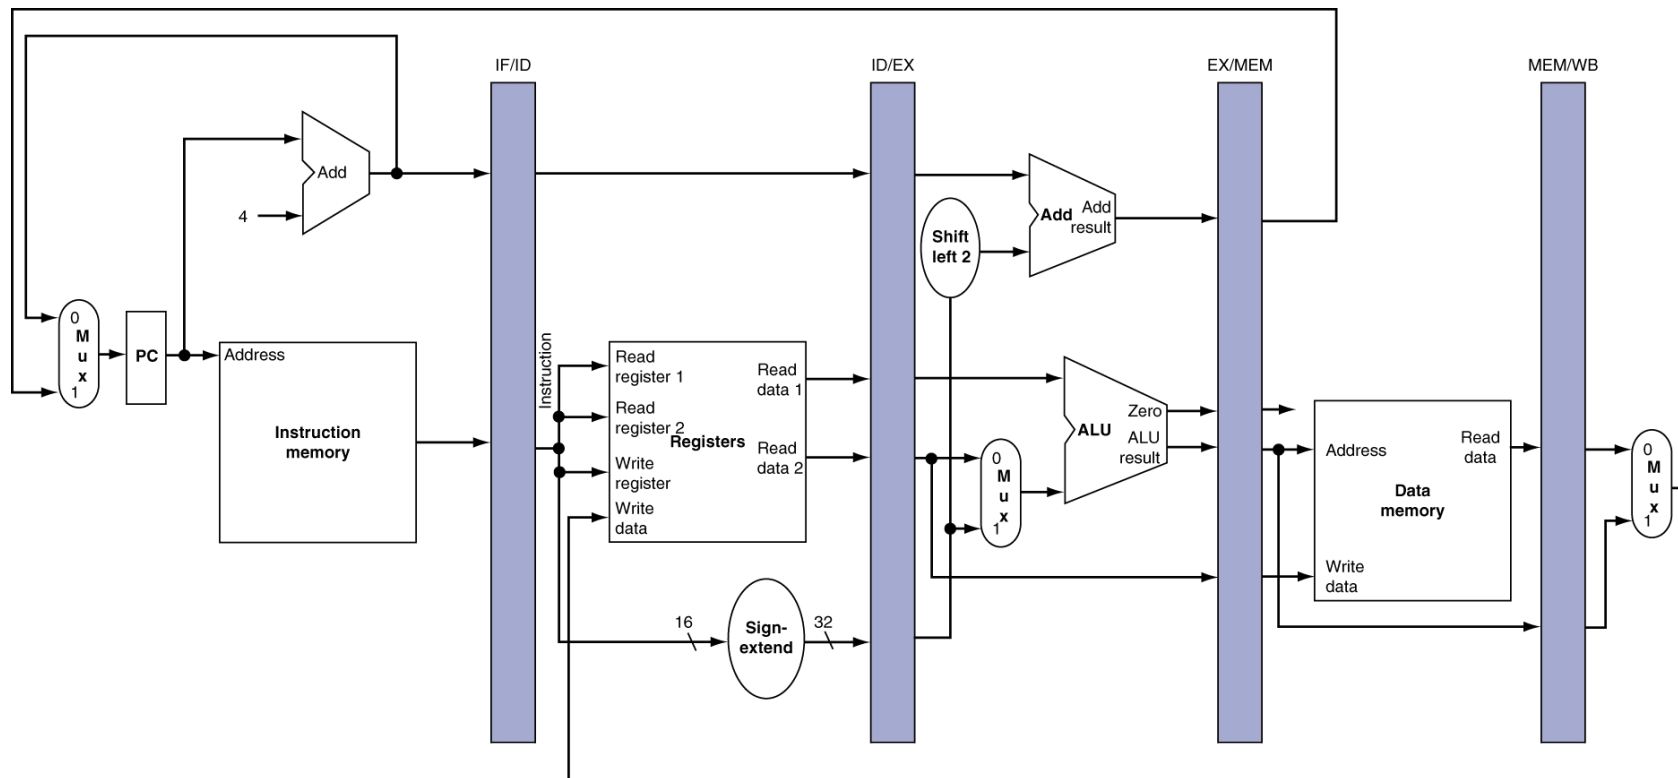 IF/ID
ID/EX
EX/MEM
MEM/WB
Add
4
Add
Add
result
Shift
left 2
0
M
u
x
1
PC
Address
Instruction
memory
Instruction
Read
register 1
Read
register 2
Write
register
Write
data
Registers
Read
data 1
Read
data 2
16
Sign-
extend
32
0
M
u
x
1
ALU
Zero
ALU
result
Address
Read
data
Data
memory
Write
data
0
M
u
x
1